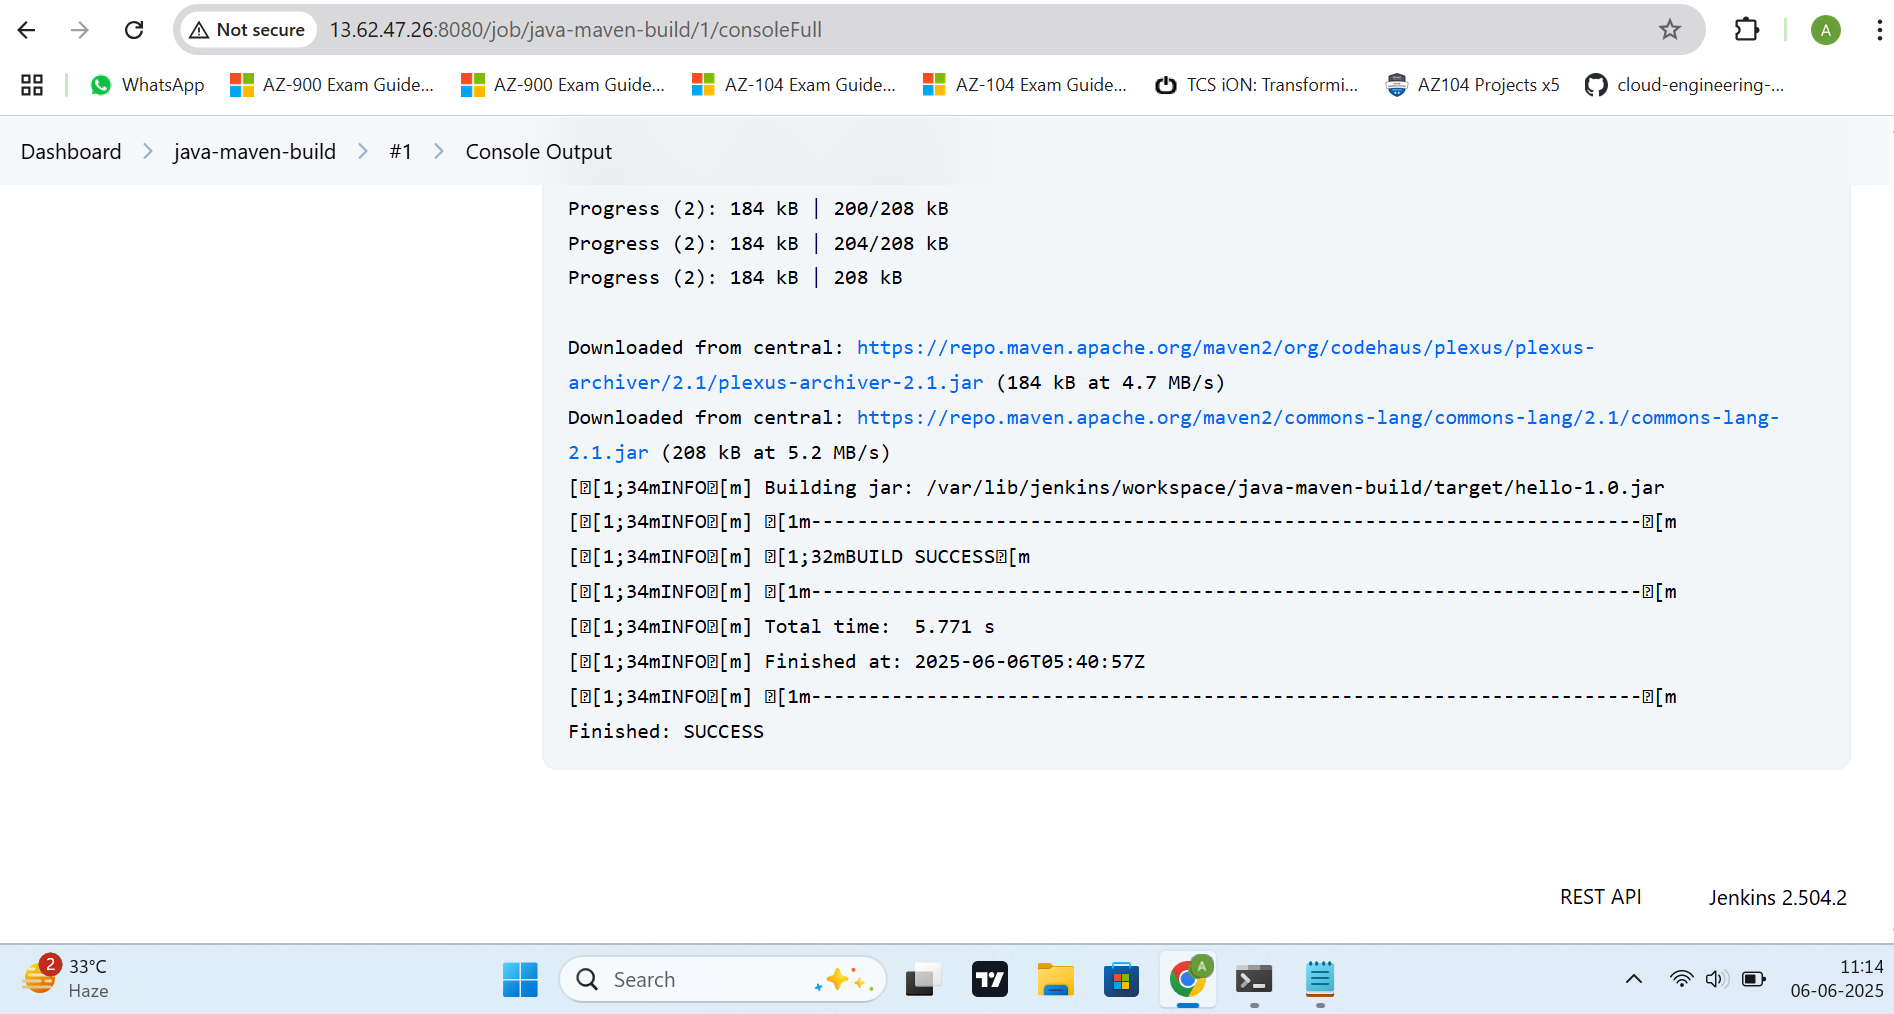 Not secure 13.62.47.26:8080/job/java-maven-build/1/consoleFull A
WhatsApp AZ-900 Exam Guide... AZ-900 Exam Guide... AZ-104 Exam Guide... AZ-104 Exam Guide... TCS iON: Transformi... AZ104 Projects x5 cloud-engineering-...
Dashboard > java-maven-build > #1 > Console Output
Progress (2): 184 kB | 200/208 kB
Progress (2): 184 kB | 204/208 kB
Progress (2): 184 kB | 208 kB
Downloaded from central: https://repo.maven.apache.org/maven2/org/codehaus/plexus/plexus-
archiver/2.1/plexus-archiver-2.1.jar (184 kB at 4.7 MB/s)
Downloaded from central: https://repo.maven.apache.org/maven2/commons-lang/commons-lang/2.1/commons-lang-
2.1.jar (208 kB at 5.2 MB/s)
[␛[1;34mINFO␛[m] Building jar: /var/lib/jenkins/workspace/java-maven-build/target/hello-1.0.jar
[␛[1;34mINFO␛[m] ␛[1m------------------------------------------------------------------------␛[m
[␛[1;34mINFO␛[m] ␛[1;32mBUILD SUCCESS␛[m
[␛[1;34mINFO␛[m] ␛[1m------------------------------------------------------------------------␛[m
[␛[1;34mINFO␛[m] Total time:  5.771 s
[␛[1;34mINFO␛[m] Finished at: 2025-06-06T05:40:57Z
[␛[1;34mINFO␛[m] ␛[1m------------------------------------------------------------------------␛[m
Finished: SUCCESS
REST API Jenkins 2.504.2
2 33°C
Haze
Search
A
11:14
06-06-2025